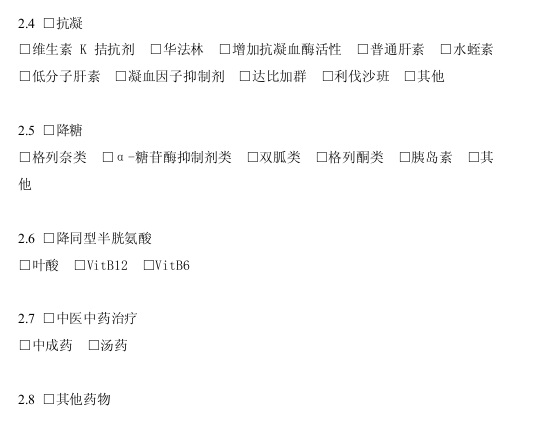 2.4 □抗凝
□维生素 K 拮抗剂 □华法林 □增加抗凝血酶活性 □普通肝素 □水蛭素
□低分子肝素 □凝血因子抑制剂 □达比加群 □利伐沙班 □其他
2.5 □降糖
□格列奈类 □α-糖苷酶抑制剂类 □双胍类 □格列酮类 □胰岛素 □其
他
2.6 □降同型半胱氨酸
□叶酸 □VitB12 □VitB6
2.7 □中医中药治疗
□中成药 □汤药
2.8 □其他药物